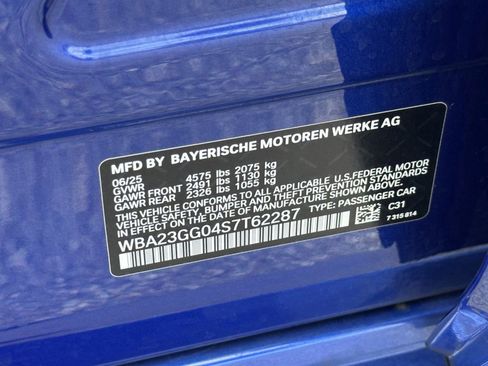 MFD BY BAYERISCHE MOTOREN WERKE AG
06/25 4575 lbs 2075 kg
GVWR
GAWR FRONT 2491 lbs 1130 kg
GAWR REAR 2326 lbs 1055 kg
THIS VEHICLE CONFORMS TO ALL APPLICABLE U.S.FEDERAL MOTOR
VEHICLE SAFETY, BUMPER AND THEFT PREVENTION STANDARDS
IN EFFECT ON THE DATE OF MANUFACTURE SHOWN ABOVE.
WBA23GG04S7T62287 TYPE: PASSENGER CAR C31
7 315 814